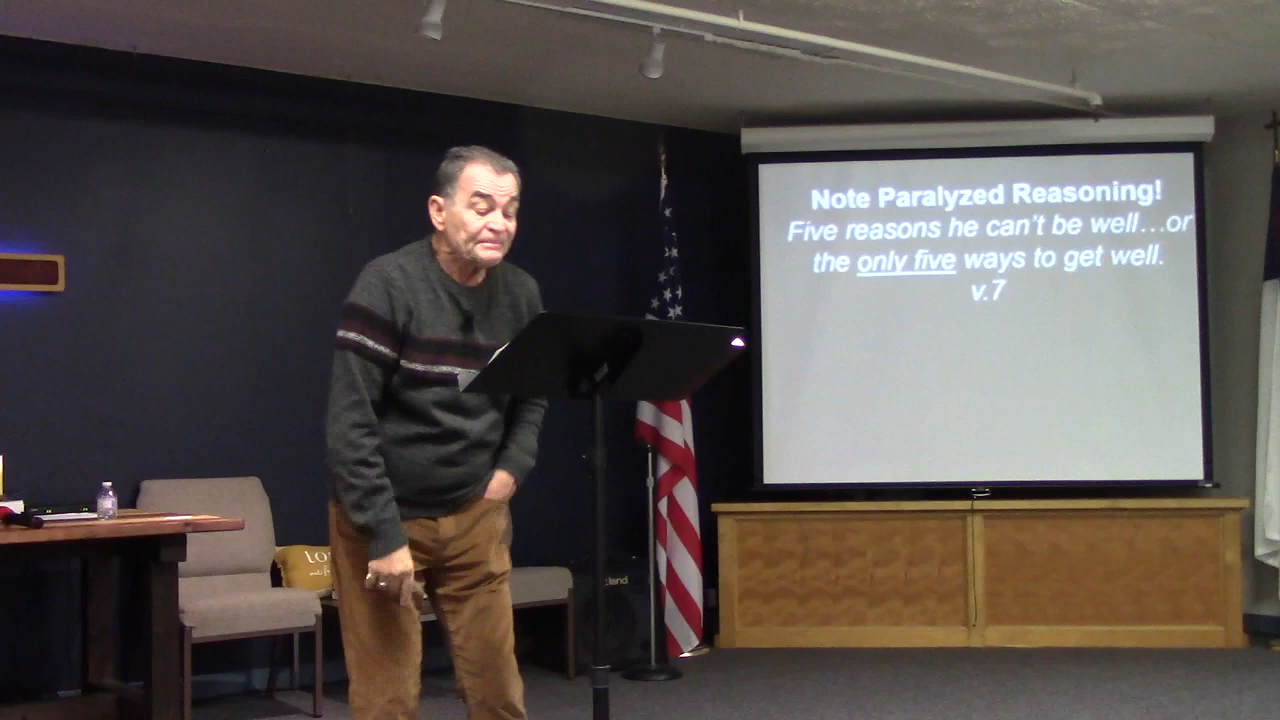 Note Paralyzed Reasoning!
Five reasons he can't be well...or
the only five ways to get well.
v.7